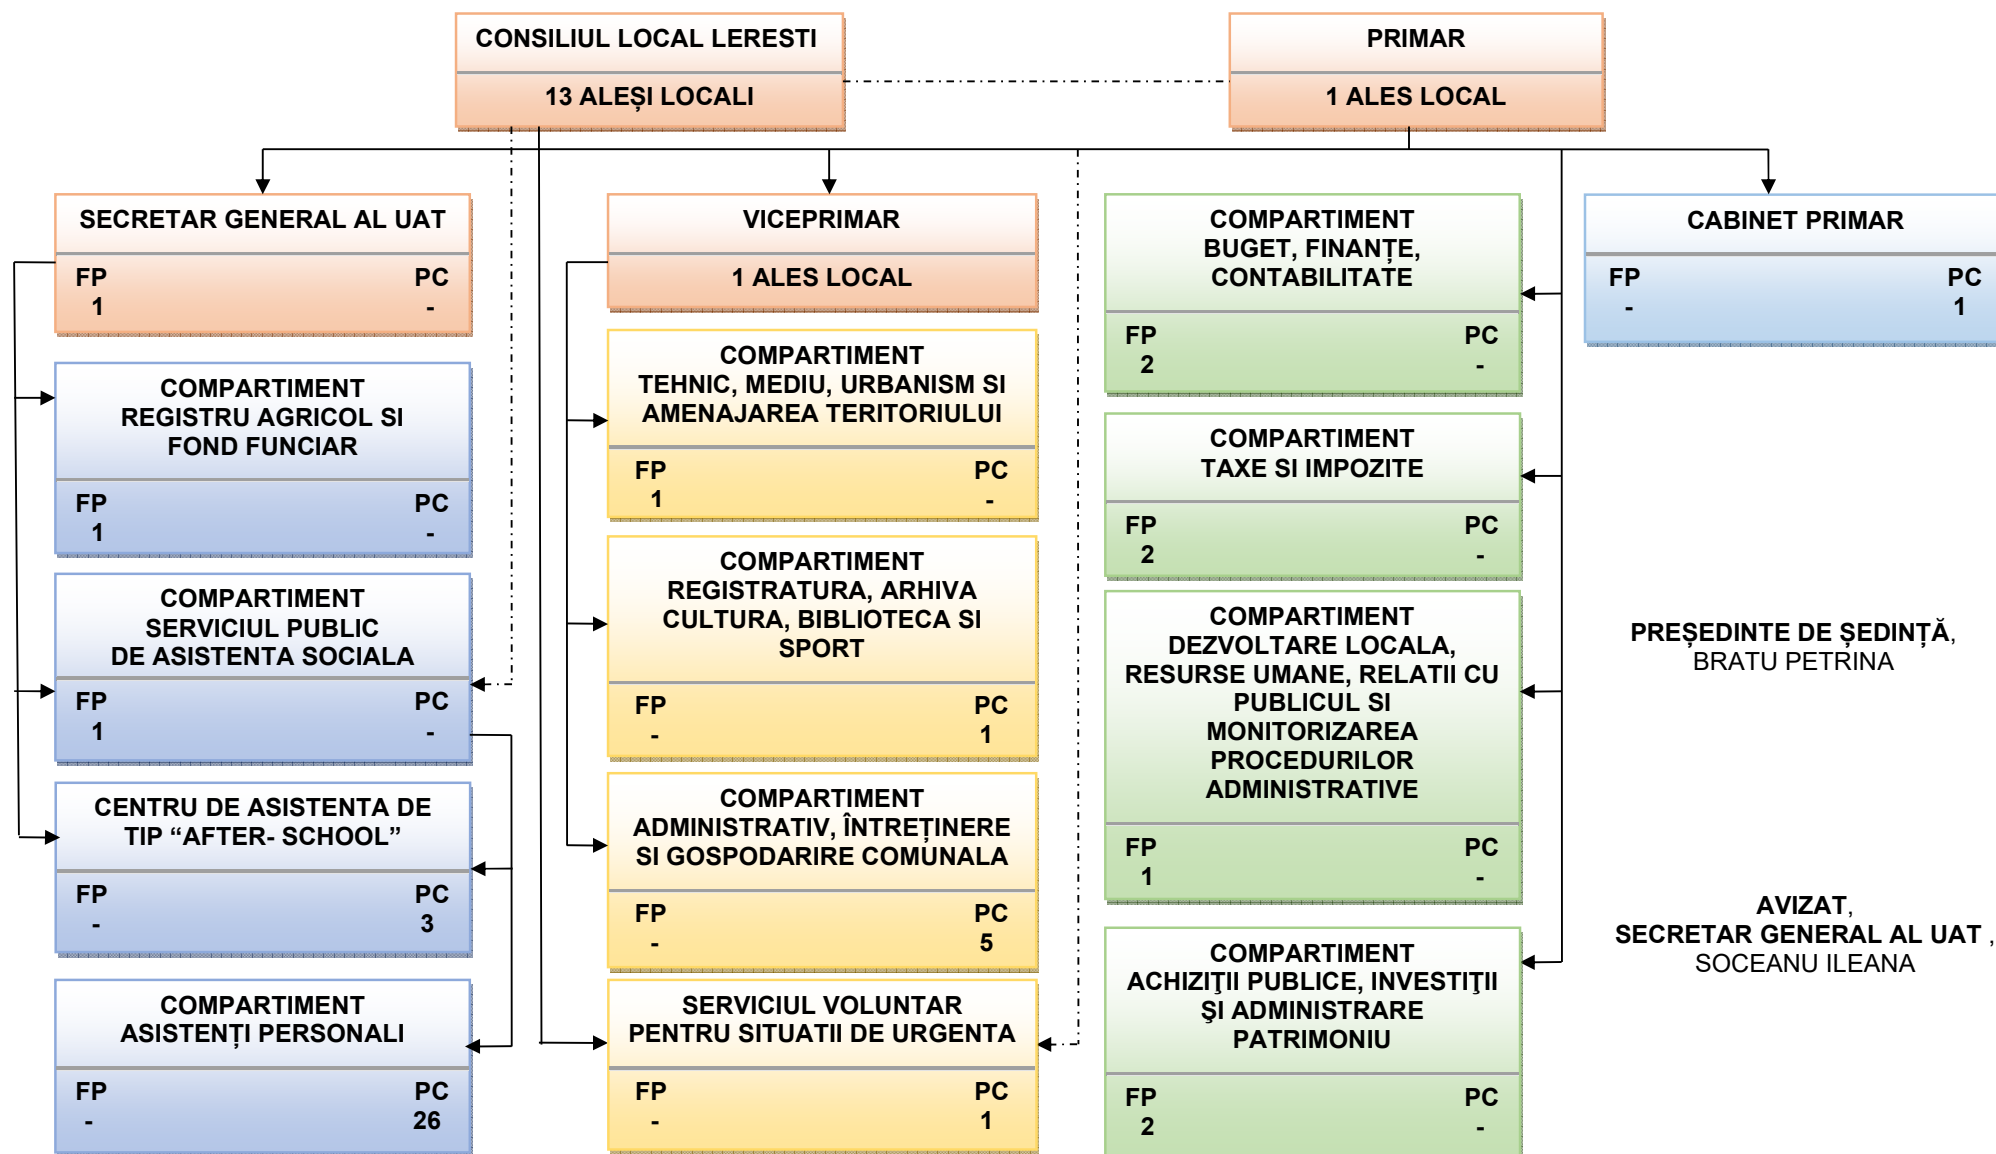 CONSILIUL LOCAL LERESTI
13 ALEȘI LOCALI
PRIMAR
1 ALES LOCAL
SECRETAR GENERAL AL UAT
FP PC
1 -
COMPARTIMENT
REGISTRU AGRICOL SI
FOND FUNCIAR
FP PC
1 -
COMPARTIMENT
SERVICIUL PUBLIC
DE ASISTENTA SOCIALA
FP PC
1 -
CENTRU DE ASISTENTA DE
TIP “AFTER- SCHOOL”
FP PC
- 3
COMPARTIMENT
ASISTENȚI PERSONALI
FP PC
- 26
VICEPRIMAR
1 ALES LOCAL
COMPARTIMENT
TEHNIC, MEDIU, URBANISM SI
AMENAJAREA TERITORIULUI
FP PC
1 -
COMPARTIMENT
REGISTRATURA, ARHIVA
CULTURA, BIBLIOTECA SI
SPORT
FP PC
- 1
COMPARTIMENT
ADMINISTRATIV, ÎNTREȚINERE
SI GOSPODARIRE COMUNALA
FP PC
- 5
SERVICIUL VOLUNTAR
PENTRU SITUATII DE URGENTA
FP PC
- 1
COMPARTIMENT
BUGET, FINANȚE,
CONTABILITATE
FP PC
2 -
COMPARTIMENT
TAXE SI IMPOZITE
FP PC
2 -
COMPARTIMENT
DEZVOLTARE LOCALA,
RESURSE UMANE, RELATII CU
PUBLICUL SI
MONITORIZAREA
PROCEDURILOR
ADMINISTRATIVE
FP PC
1 -
COMPARTIMENT
ACHIZIŢII PUBLICE, INVESTIŢII
ŞI ADMINISTRARE
PATRIMONIU
FP PC
2 -
CABINET PRIMAR
FP PC
- 1
PREȘEDINTE DE ȘEDINȚĂ,
BRATU PETRINA
AVIZAT,
SECRETAR GENERAL AL UAT ,
SOCEANU ILEANA